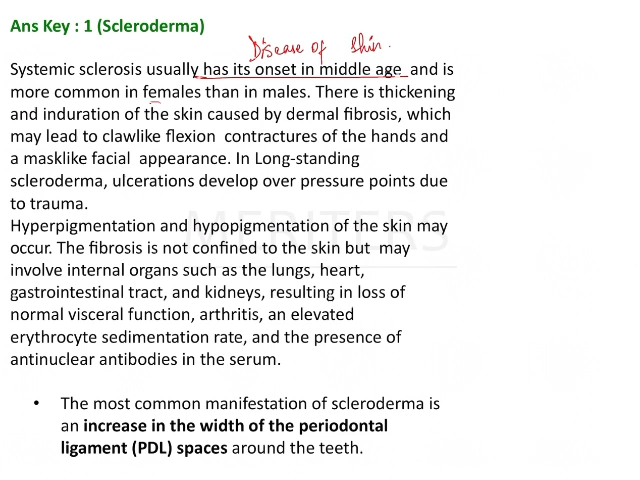 Ans Key : 1 (Scleroderma)
Disease of Skin.
Systemic sclerosis usually has its onset in middle age and is
more common in females than in males. There is thickening
and induration of the skin caused by dermal fibrosis, which
may lead to clawlike flexion contractures of the hands and
a masklike facial appearance. In Long-standing
scleroderma, ulcerations develop over pressure points due
to trauma.
MERITERS
Hyperpigmentation and hypopigmentation of the skin may
occur. The fibrosis is not confined to the skin but may
involve internal organs such as the lungs, heart,
gastrointestinal tract, and kidneys, resulting in loss of
normal visceral function, arthritis, an elevated
erythrocyte sedimentation rate, and the presence of
antinuclear antibodies in the serum.
• The most common manifestation of scleroderma is
an increase in the width of the periodontal
ligament (PDL) spaces around the teeth.